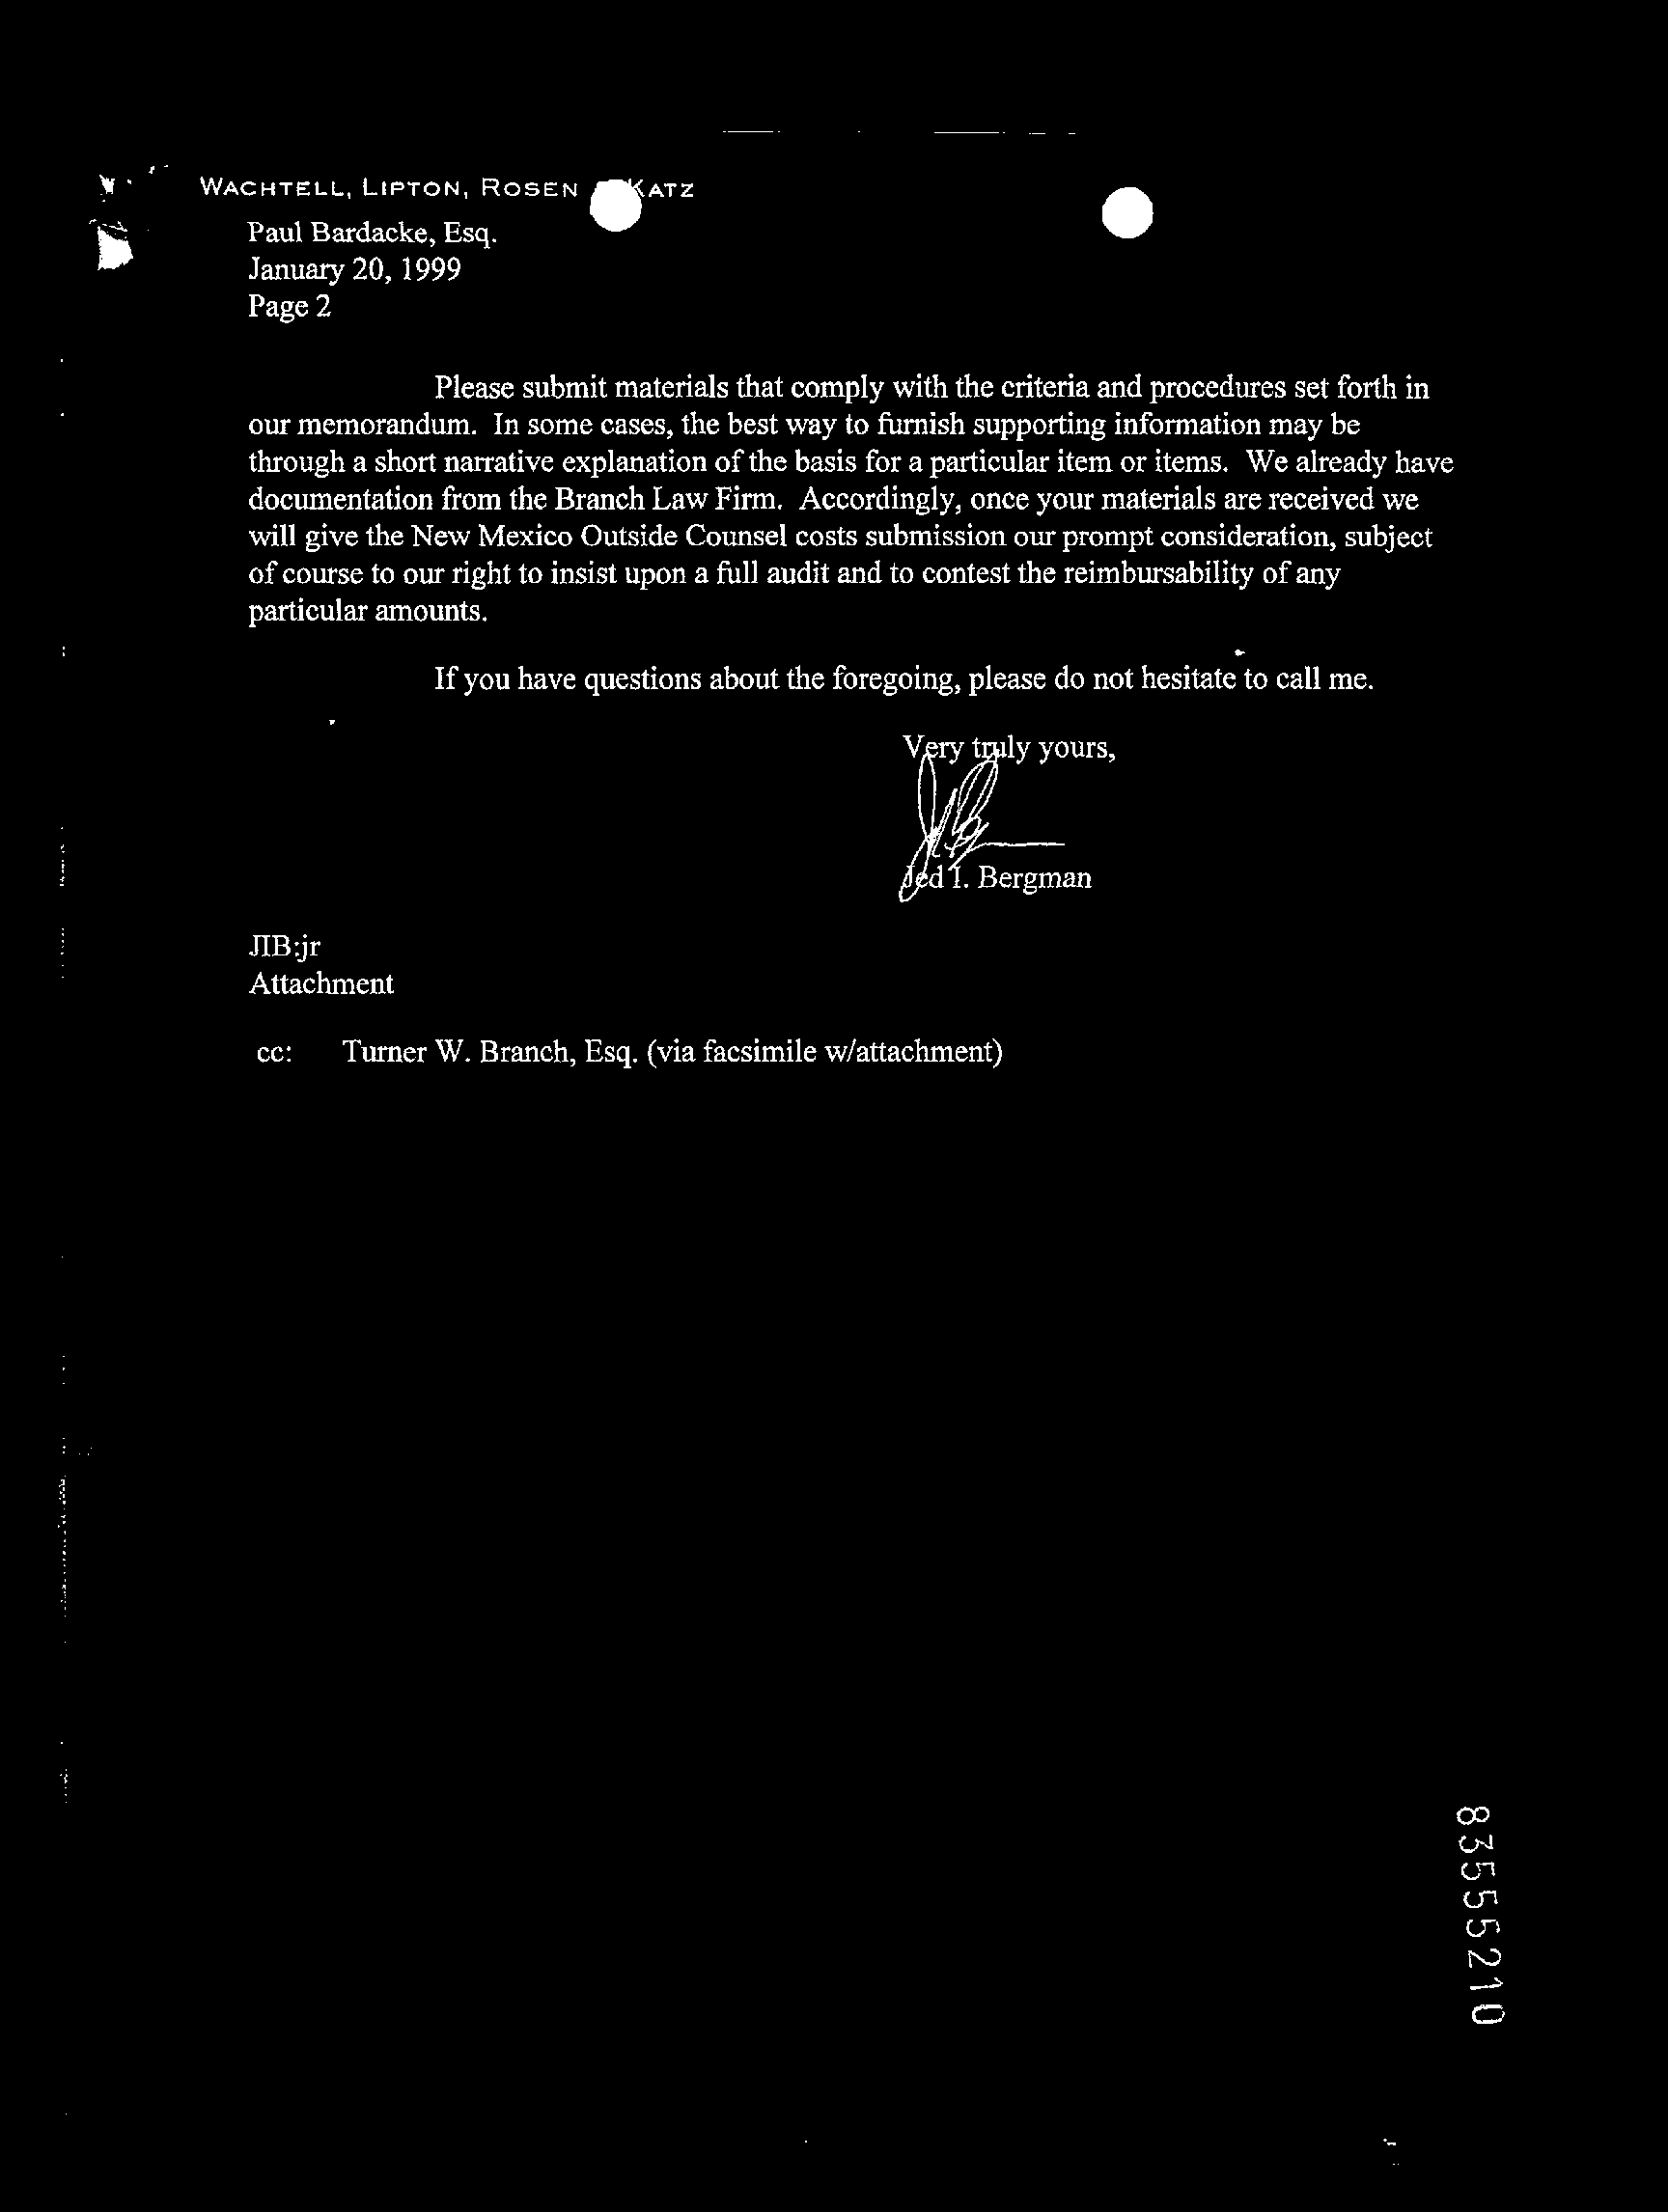 WACHTELL, LIPTON, ROSEN KATZ
Paul Bardacke, Esq.
January 20, 1999
Page 2
Please submit materials that comply with the criteria and procedures set forth in
our memorandum. In some cases, the best way to furnish supporting information may be
through a short narrative explanation of the basis for a particular item or items. We already have
documentation from the Branch Law Firm. Accordingly, once your materials are received we
will give the New Mexico Outside Counsel costs submission our prompt consideration, subject
of course to our right to insist upon a full audit and to contest the reimbursability of any
particular amounts.
If you have questions about the foregoing, please do not hesitate to call me.
Very truly yours,
Jed I. Bergman
JIB:jr
Attachment
cc: Turner W. Branch, Esq. (via facsimile w/attachment)
83555210